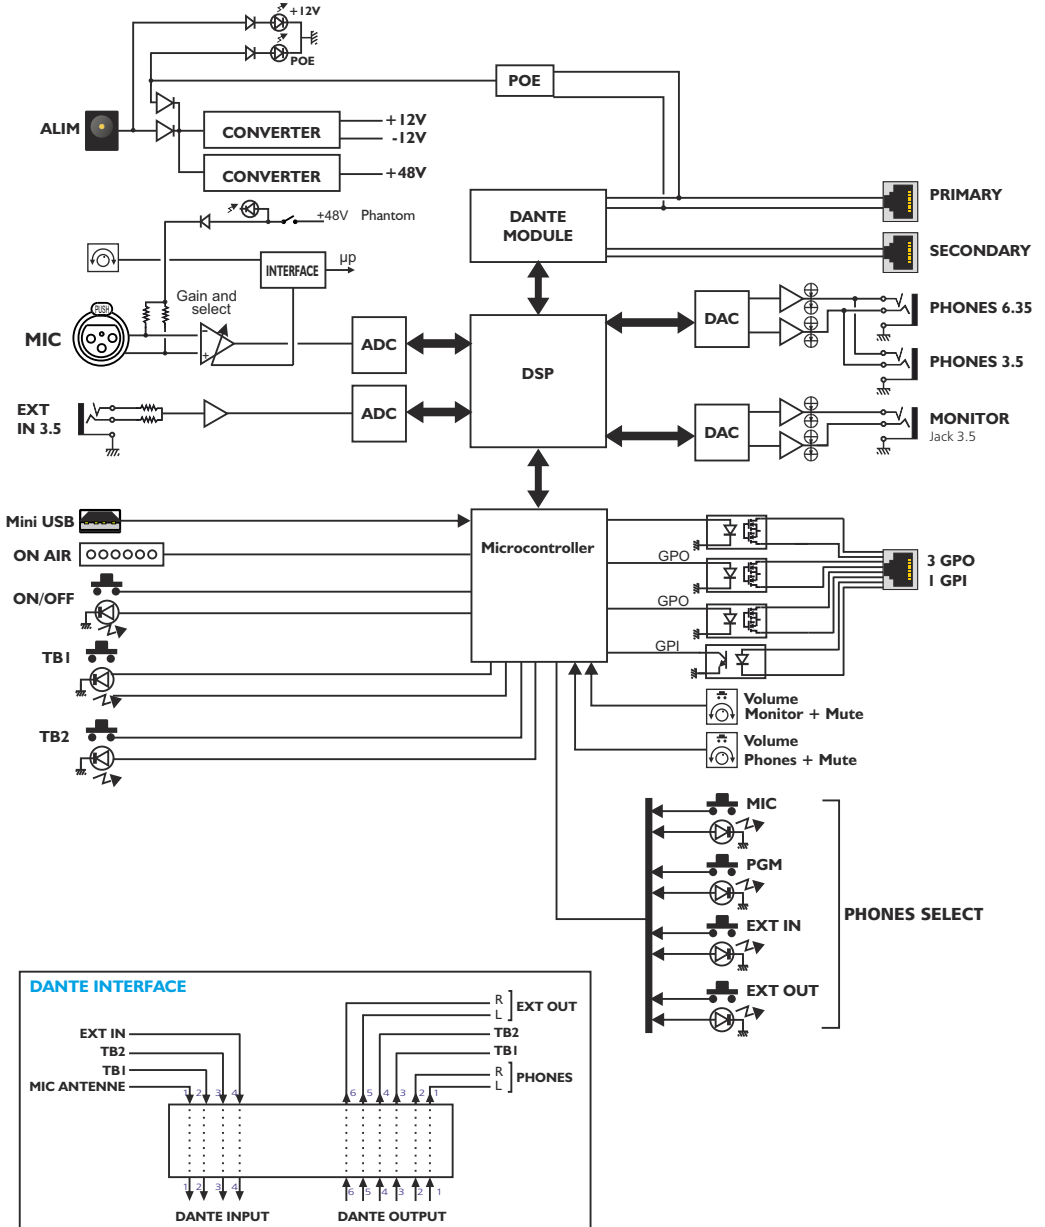 +12V
POE
POE
ALIM
CONVERTER
+12V
-12V
CONVERTER
+48V
+48V Phantom
DANTE
MODULE
PRIMARY
SECONDARY
INTERFACE
µp
PUSH
Gain and
select
MIC
ADC
DSP
DAC
PHONES 6.35
PHONES 3.5
EXT
IN 3.5
ADC
DAC
MONITOR
Jack 3.5
Mini USB
ON AIR
ON/OFF
TB1
TB2
Microcontroller
GPO
GPO
GPI
3 GPO
1 GPI
Volume
Monitor + Mute
Volume
Phones + Mute
MIC
PGM
EXT IN
EXT OUT
PHONES SELECT
DANTE INTERFACE
EXT IN
TB2
TB1
MIC ANTENNE
R
L
EXT OUT
TB2
TB1
R
L
PHONES
1 2 3 4
6 5 4 3 2 1
1 2 3 4
6 5 4 3 2 1
DANTE INPUT
DANTE OUTPUT